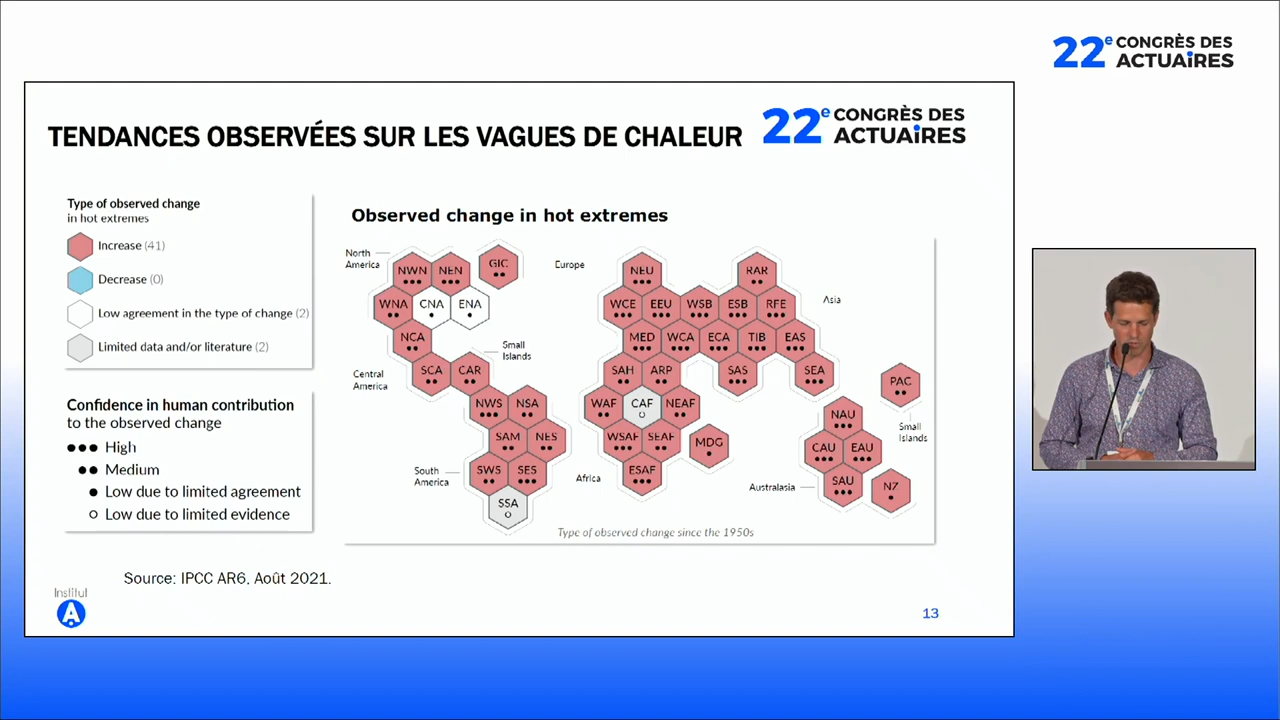 22e CONGRÈS DES
ACTUAiRES
TENDANCES OBSERVÉES SUR LES VAGUES DE CHALEUR
22e CONGRÈS DES
ACTUAiRES
Type of observed change
in hot extremes
Increase (41)
Decrease (0)
Low agreement in the type of change (2)
Limited data and/or literature (2)
Confidence in human contribution
to the observed change
High
Medium
Low due to limited agreement
Low due to limited evidence
Observed change in hot extremes
North
America
NWN NEN GIC
WNA CNA ENA
NCA
Small
Islands
Central
America
SCA CAR
NWS NSA
SAM NES
South
America
SWS SES
SSA
Europe
NEU RAR
WCE EEU WSB ESB RFE
Asia
MED WCA ECA TIB EAS
SAH ARP SAS SEA
WAF CAF NEAF
WSAF SEAF MDG
Africa
ESAF
PAC
Small
Islands
NAU
CAU EAU
Australasia
SAU NZ
Type of observed change since the 1950s
Source: IPCC AR6, Août 2021.
Institut
A
13